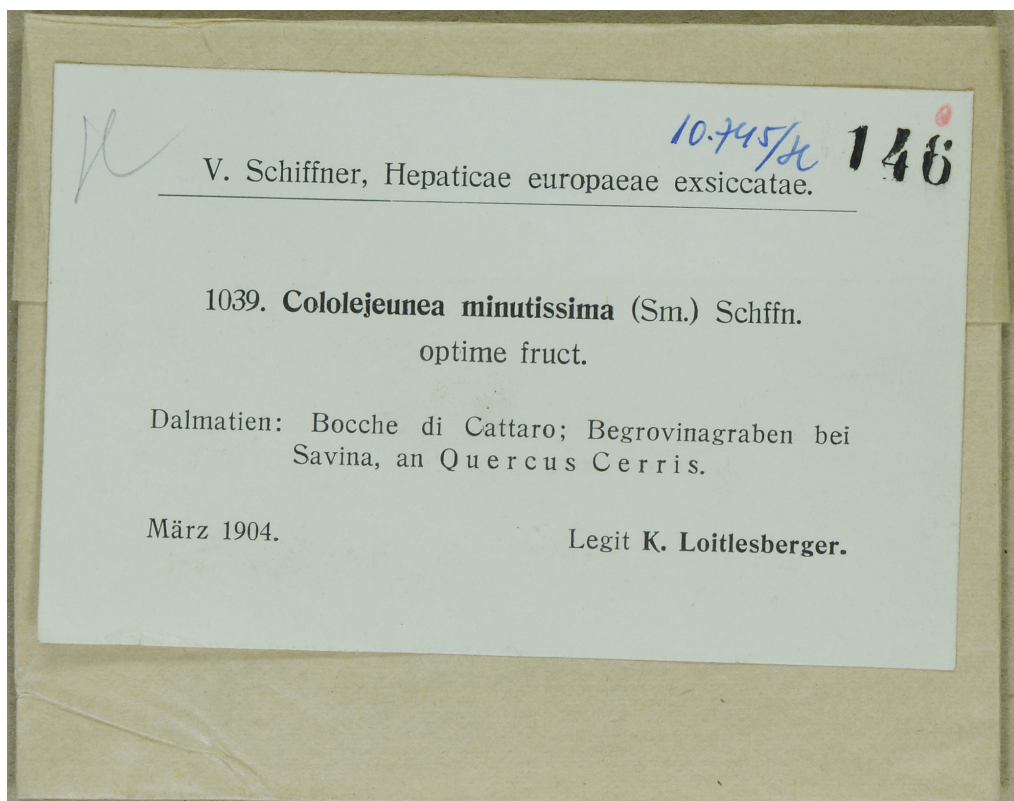 10.745/H
146
V. Schiffner, Hepaticae europaeae exsiccatae.
1039. Cololejeunea minutissima (Sm.) Schffn.
optime fruct.
Dalmatien: Bocche di Cattaro; Begrovinagraben bei
Savina, an Quercus Cerris.
März 1904.
Legit K. Loitlesberger.